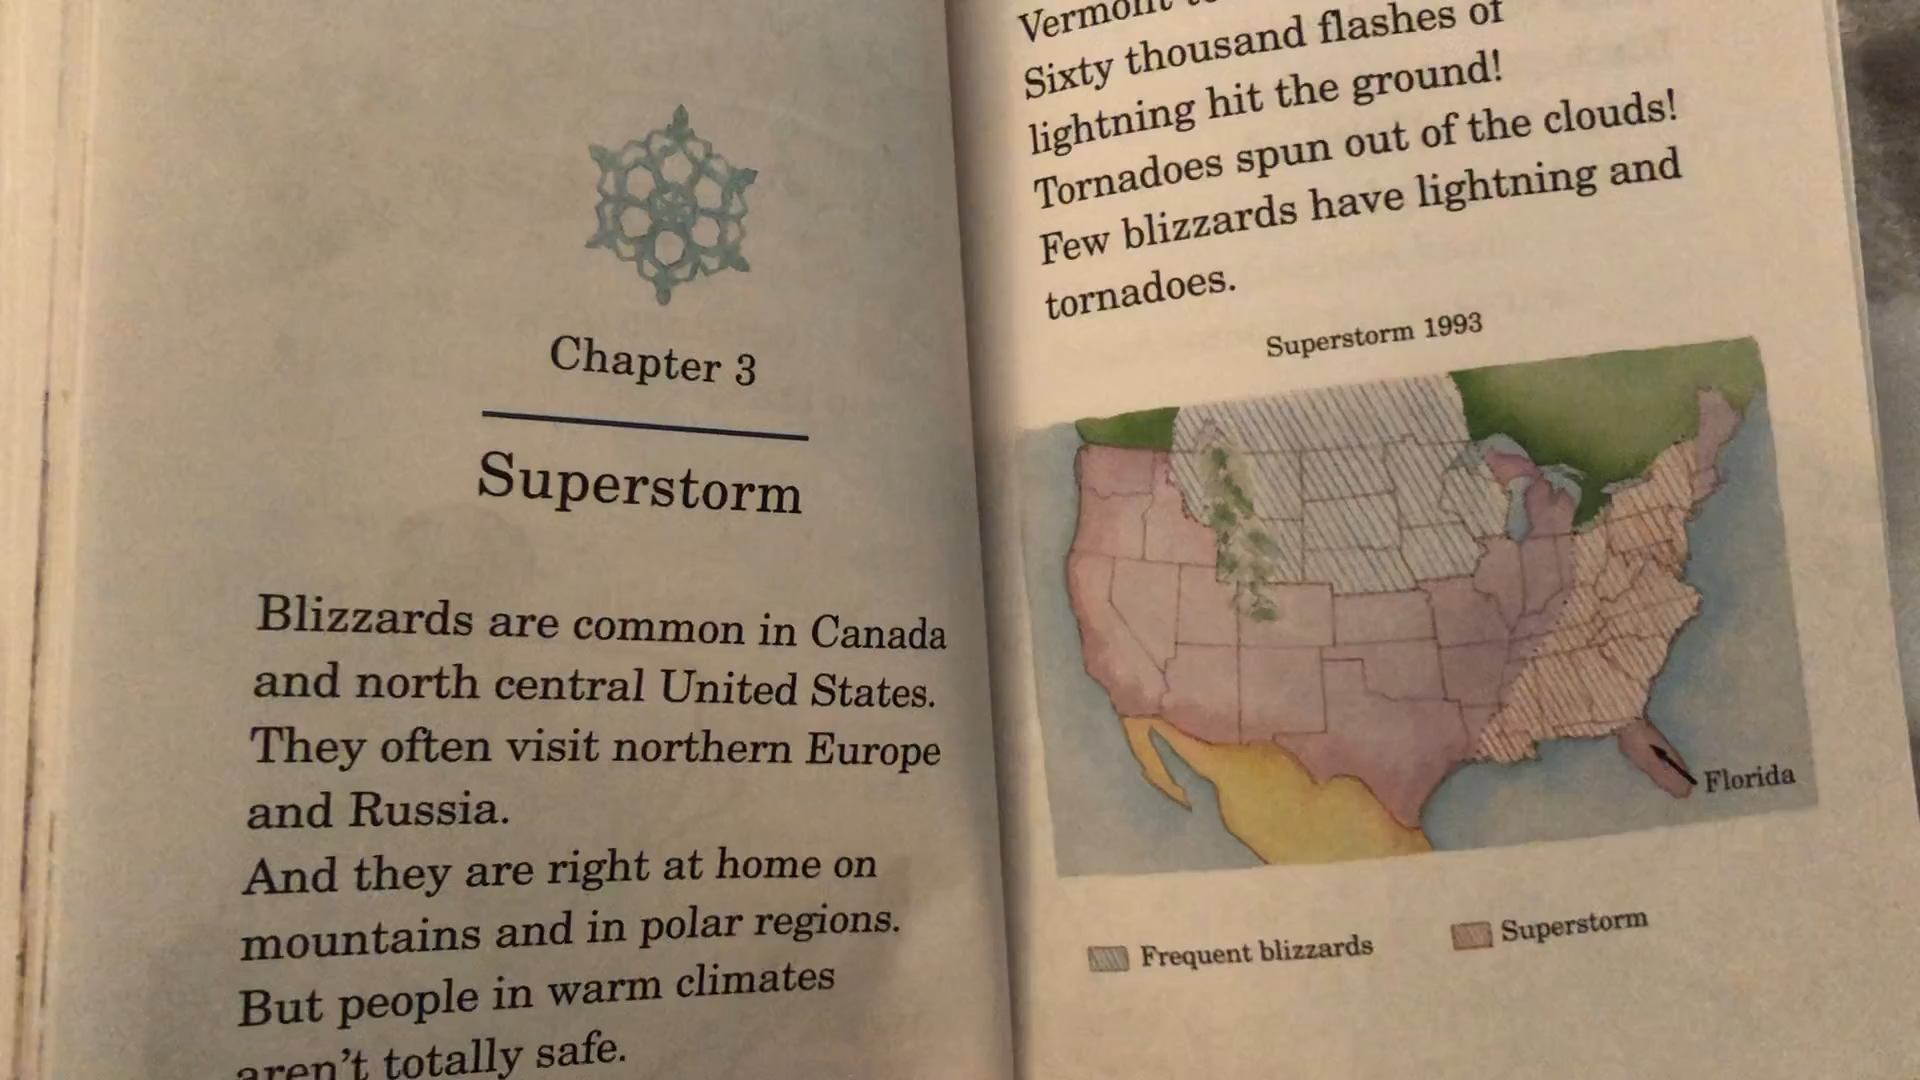 Chapter 3
Superstorm
Blizzards are common in Canada
and north central United States.
They often visit northern Europe
and Russia.
And they are right at home on
mountains and in polar regions.
But people in warm climates
aren't totally safe.
Vermont
Sixty thousand flashes of
lightning hit the ground!
Tornadoes spun out of the clouds!
Few blizzards have lightning and
tornadoes.
Superstorm 1993
Florida
Frequent blizzards
Superstorm